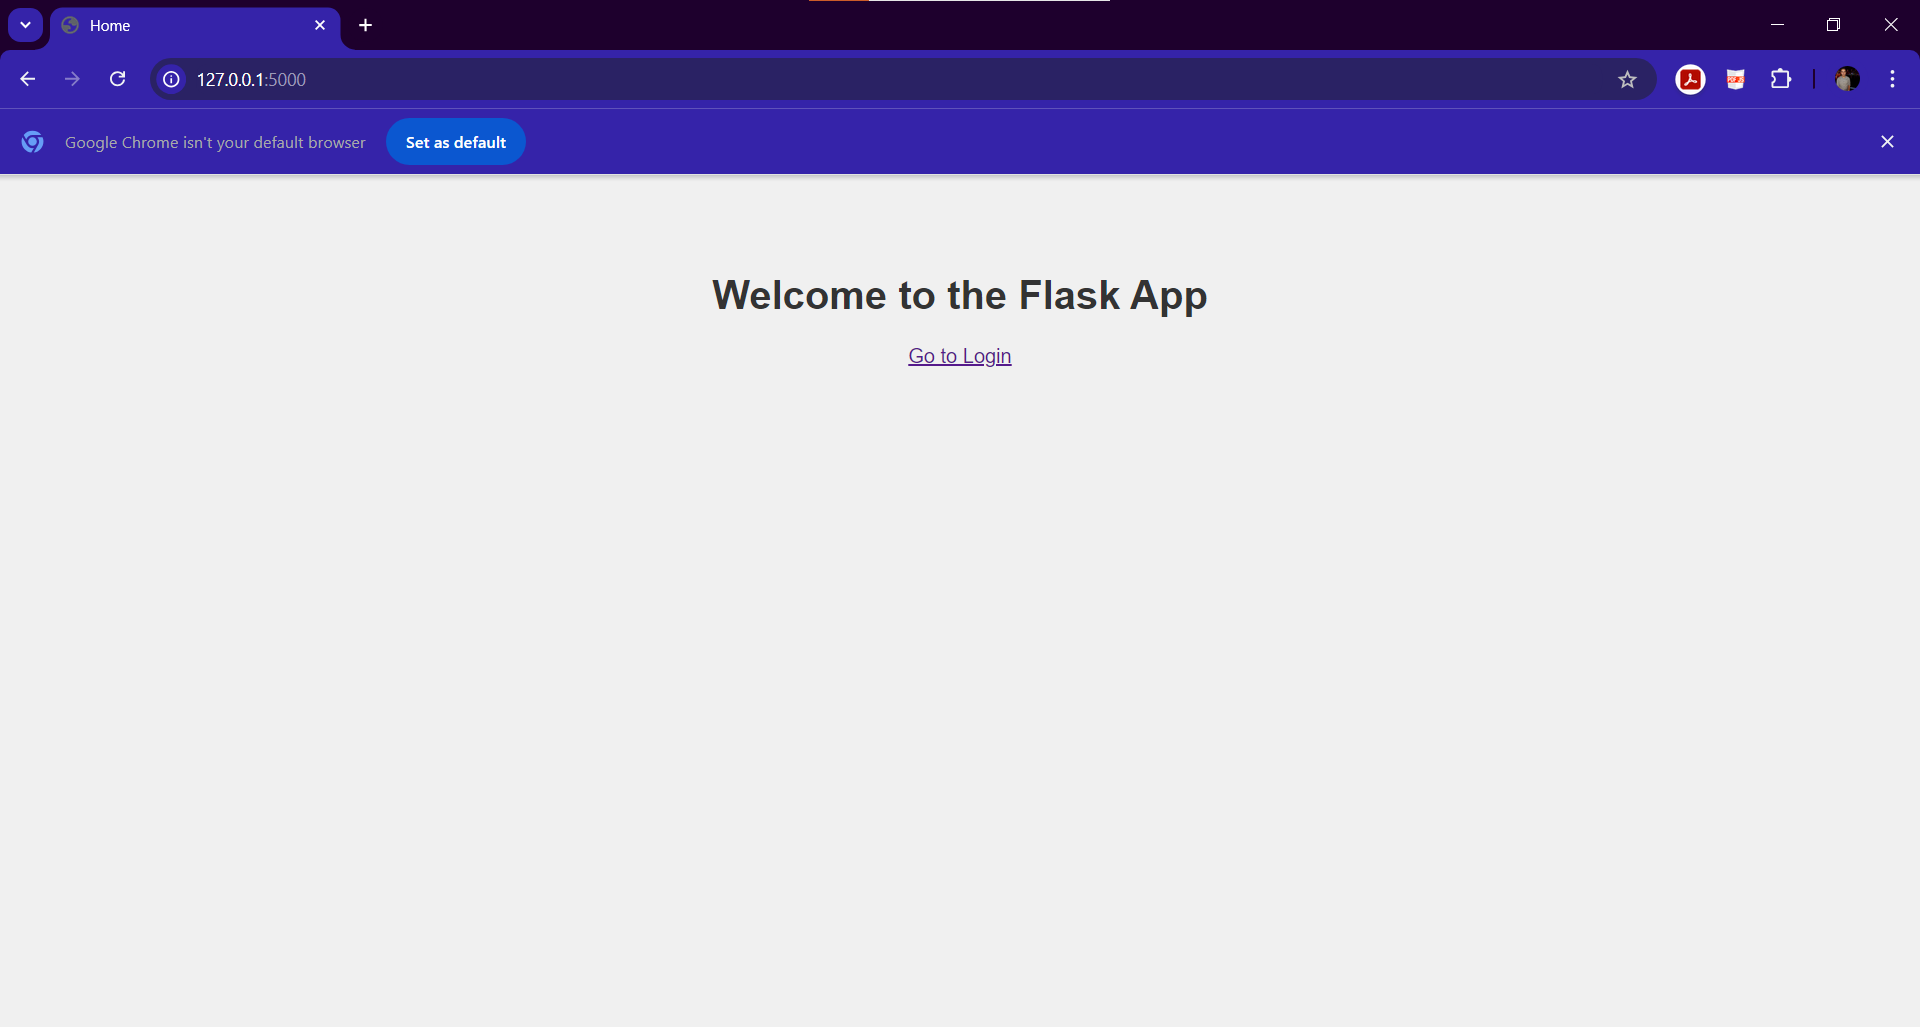 Home
127.0.0.1:5000
Google Chrome isn't your default browser
Set as default
Welcome to the Flask App
Go to Login